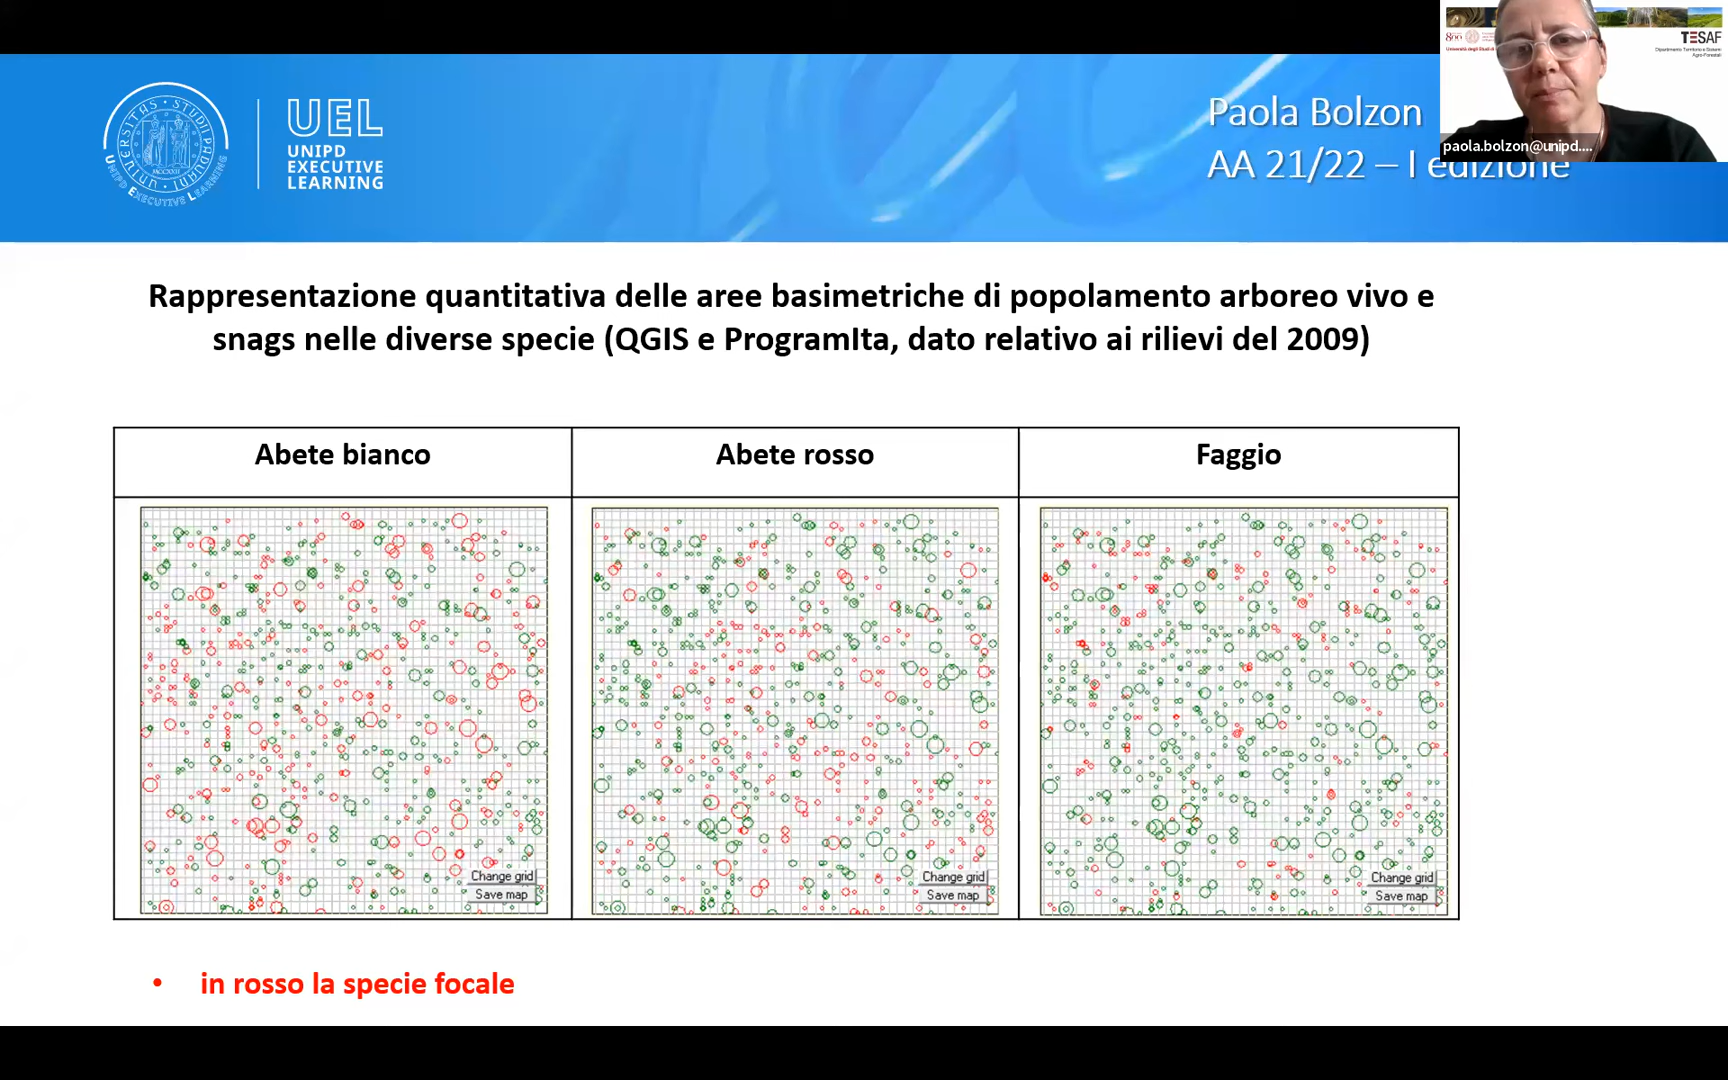 UEL
UNIPD
EXECUTIVE
LEARNING
UNIPD EXECUTIVE LEARNING
Paola Bolzon
AA 21/22 – I edizione
TESAF
paola.bolzon@unipd....
Rappresentazione quantitativa delle aree basimetriche di popolamento arboreo vivo e
snags nelle diverse specie (QGIS e ProgramIta, dato relativo ai rilievi del 2009)
Abete bianco
Abete rosso
Faggio
Change grid
Save map
Change grid
Save map
Change grid
Save map
• in rosso la specie focale